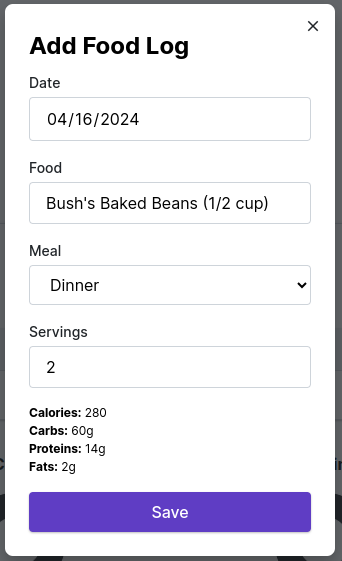 Add Food Log
Date
04/16/2024
Food
Bush's Baked Beans (1/2 cup)
Meal
Dinner
Servings
2
Calories: 280
Carbs: 60g
Proteins: 14g
Fats: 2g
Save